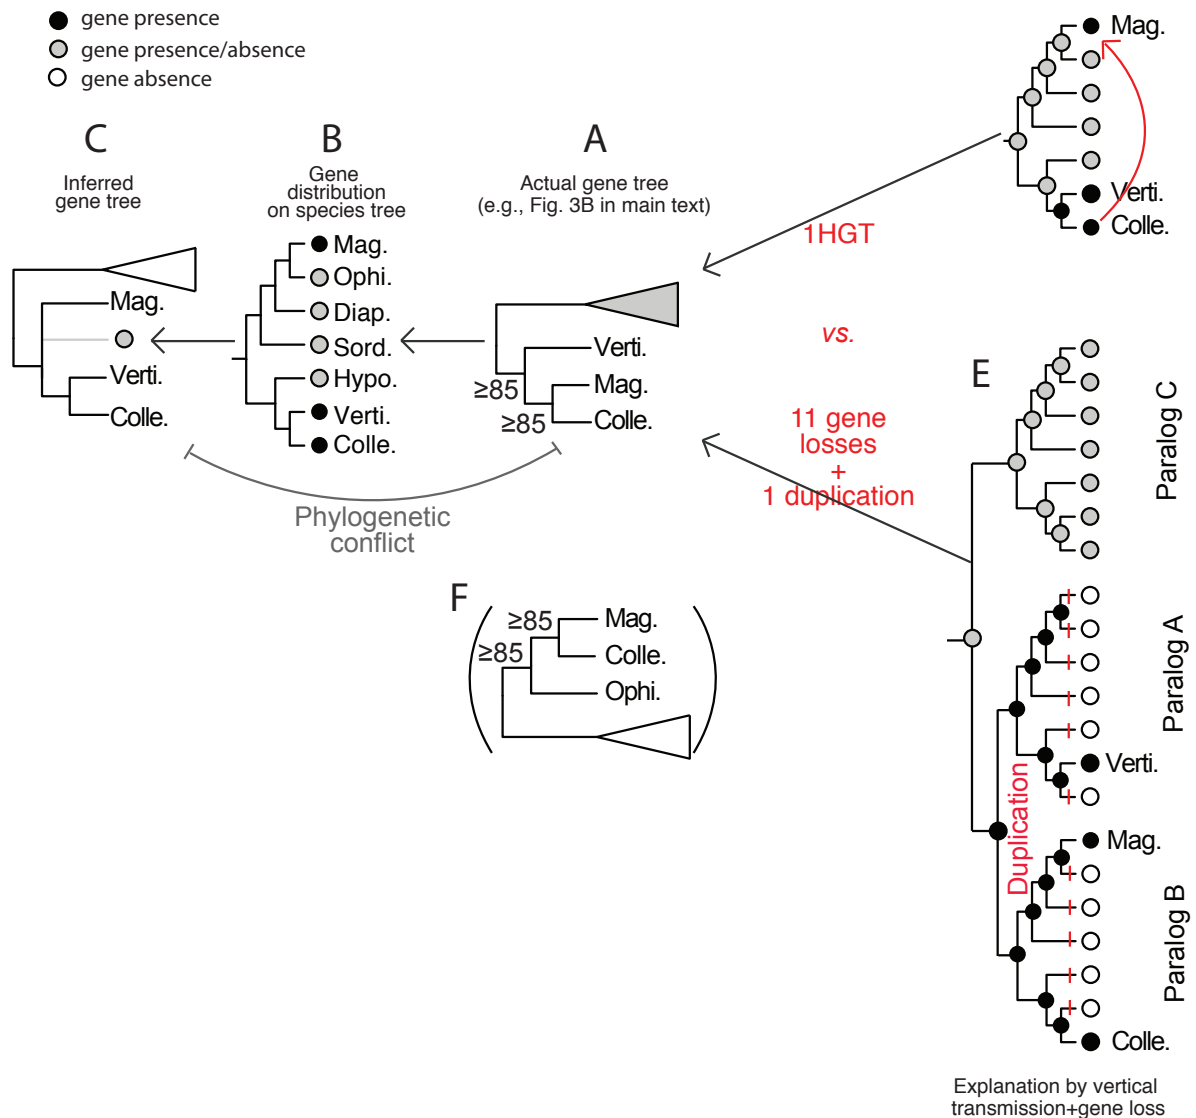 gene presence
gene presence/absence
gene absence
C
Inferred
gene tree
Mag.
Verti.
Colle.
B
Gene
distribution
on species tree
Mag.
Ophi.
Diap.
Sord.
Hypo.
Verti.
Colle.
A
Actual gene tree
(e.g., Fig. 3B in main text)
Verti.
Mag.
Colle.
≥85
≥85
Phylogenetic
conflict
Mag.
Verti.
Colle.
1HGT
vs.
11 gene
losses
+
1 duplication
E
Paralog C
Paralog A
Verti.
Duplication
Mag.
Paralog B
Colle.
Explanation by vertical
transmission+gene loss
F
≥85
≥85
Mag.
Colle.
Ophi.